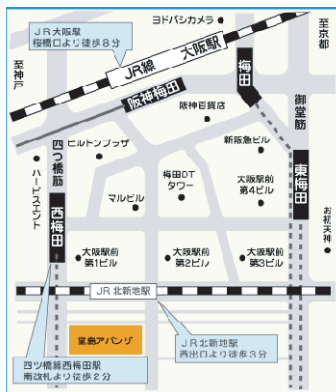 ヨドバシカメラ
至京都
JR大阪駅
桜橋口より徒歩8分
JR線 大阪駅
至神戸
阪神梅田
梅田
阪神百貨店
御堂筋
四つ橋筋
ヒルトンプラザ
新阪急ビル
ハービスエント
梅田DT
タワー
大阪駅前
第4ビル
東梅田
西梅田
マルビル
お初天神
大阪駅前
第1ビル
大阪駅前
第2ビル
大阪駅前
第3ビル
JR北新地駅
堂島アバンザ
JR北新地駅
西出口より徒歩3分
四ツ橋線西梅田駅
南改札より徒歩2分